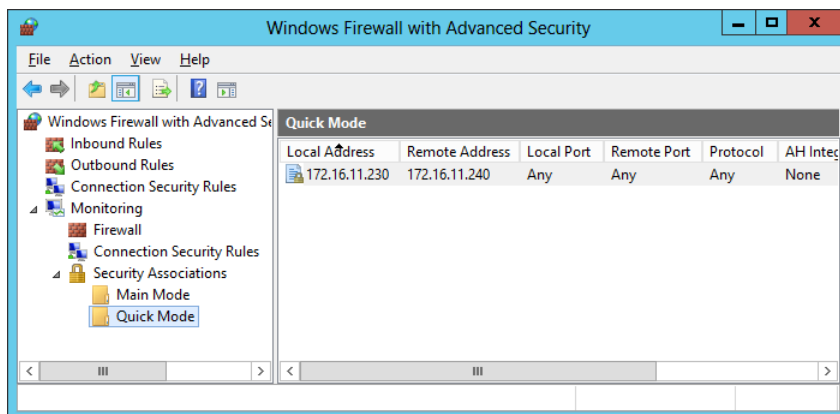 Windows Firewall with Advanced Security
File Action View Help
Windows Firewall with Advanced Se
Inbound Rules
Outbound Rules
Connection Security Rules
Monitoring
Firewall
Connection Security Rules
Security Associations
Main Mode
Quick Mode
Quick Mode
Local Address Remote Address Local Port Remote Port Protocol AH Integ
172.16.11.230 172.16.11.240 Any Any Any None